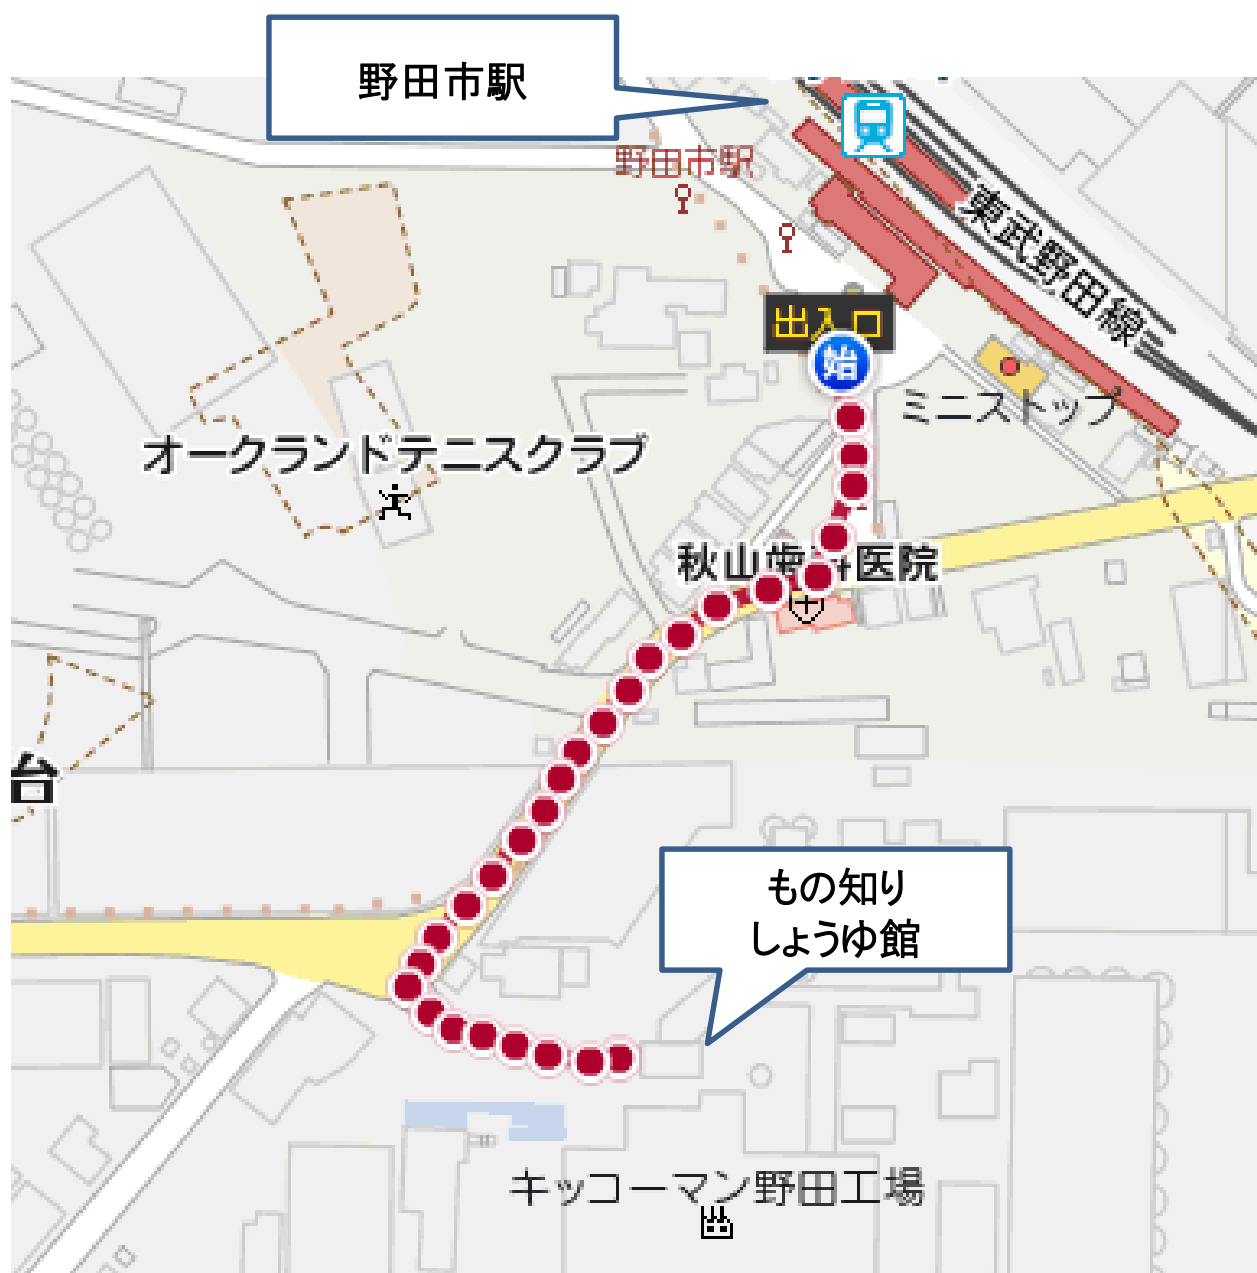 野田市駅
野田市駅
東武野田線
出入口
始
ミニストップ
オークランドテニスクラブ
秋山歯科医院
台
もの知り
しょうゆ館
キッコーマン野田工場